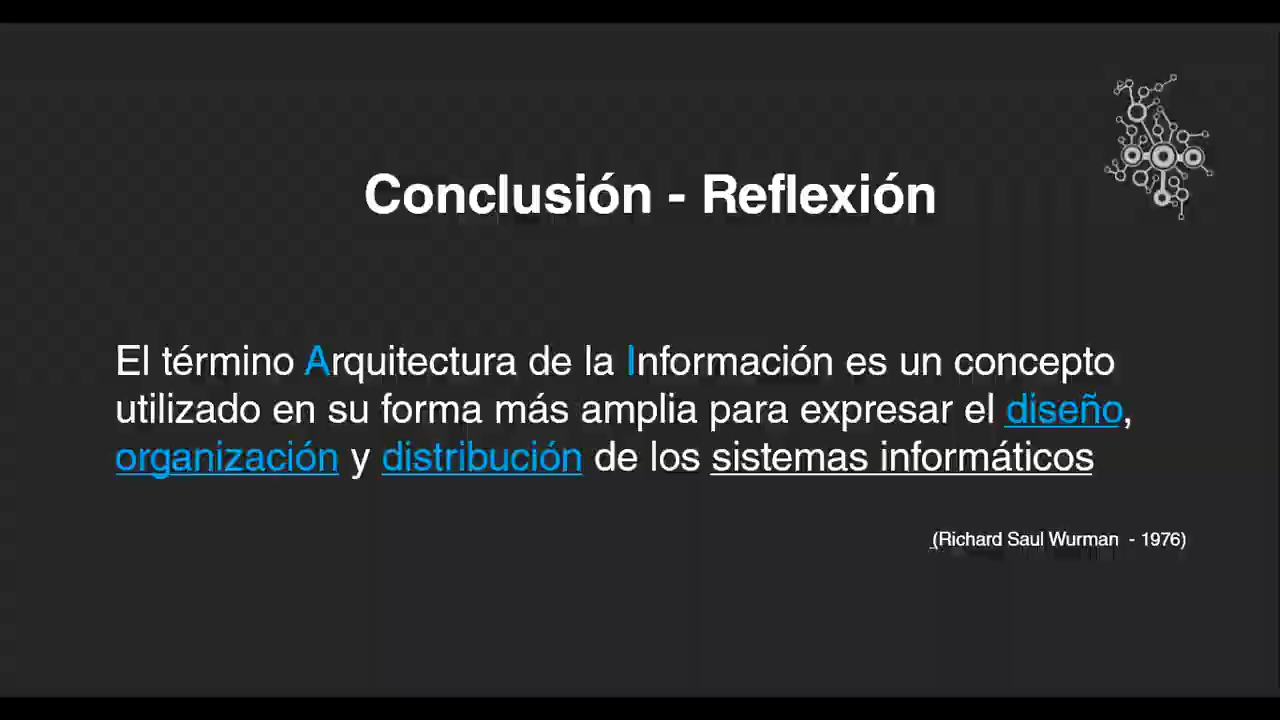 Conclusión - Reflexión
El término Arquitectura de la Información es un concepto
utilizado en su forma más amplia para expresar el diseño,
organización y distribución de los sistemas informáticos
(Richard Saul Wurman - 1976)